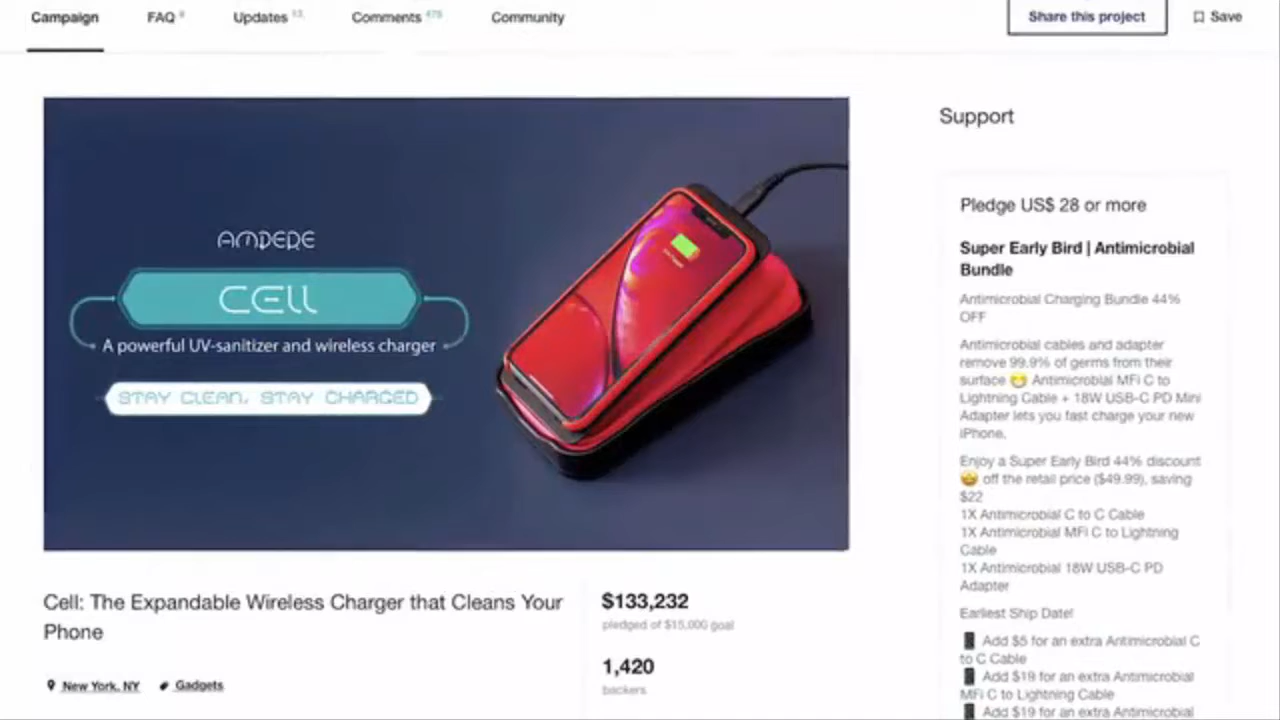 Campaign
FAQ
Updates 13
Comments
Community
Share this project
Save
AMPERE
CELL
A powerful UV-sanitizer and wireless charger
STAY CLEAN, STAY CHARGED
Cell: The Expandable Wireless Charger that Cleans Your
Phone
New York, NY
Gadgets
$133,232
pledged of $15,000 goal
1,420
backers
Support
Pledge US$ 28 or more
Super Early Bird | Antimicrobial
Bundle
Antimicrobial Charging Bundle 44%
OFF
Antimicrobial cables and adapter
remove 99.9% of germs from their
surface 😁 Antimicrobial MFi C to
Lightning Cable + 18W USB-C PD Mini
Adapter lets you fast charge your new
iPhone.
Enjoy a Super Early Bird 44% discount
🤩 off the retail price ($49.99), saving
$22
1X Antimicrobial C to C Cable
1X Antimicrobial MFi C to Lightning
Cable
1X Antimicrobial 18W USB-C PD
Adapter
Earliest Ship Date!
📱 Add $5 for an extra Antimicrobial C
to C Cable
📱 Add $19 for an extra Antimicrobial
MFi C to Lightning Cable
📱 Add $19 for an extra Antimicrobial